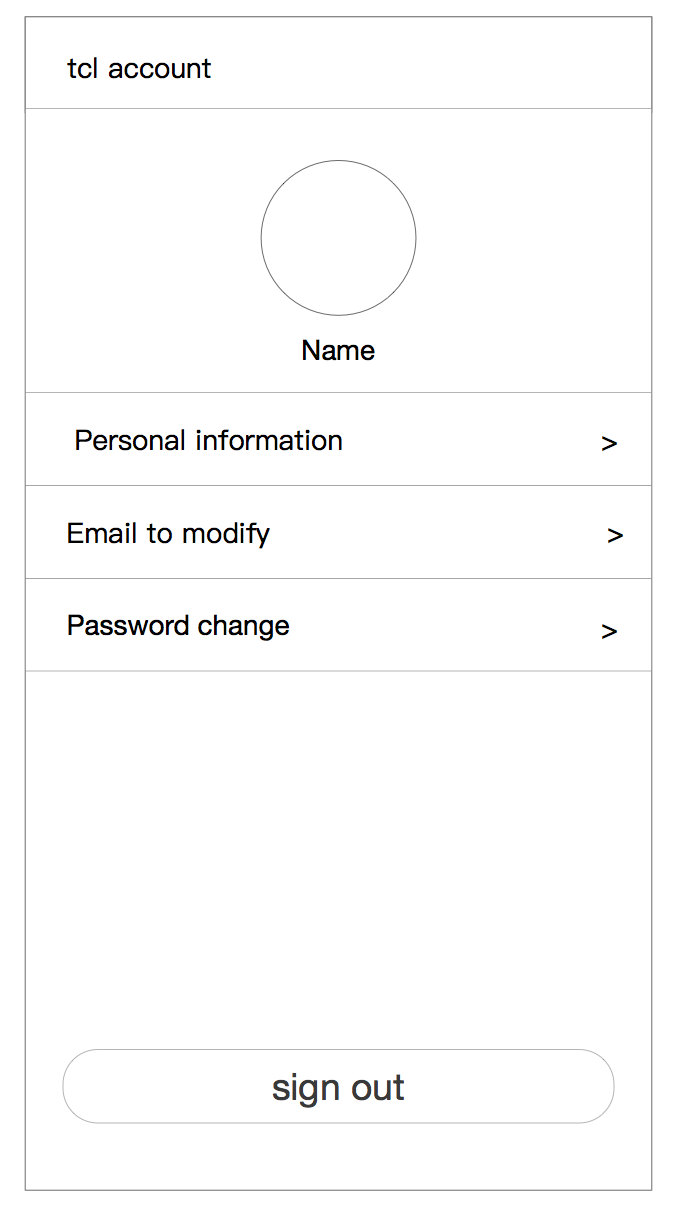 tcl account
Name
Personal information >
Email to modify >
Password change >
sign out